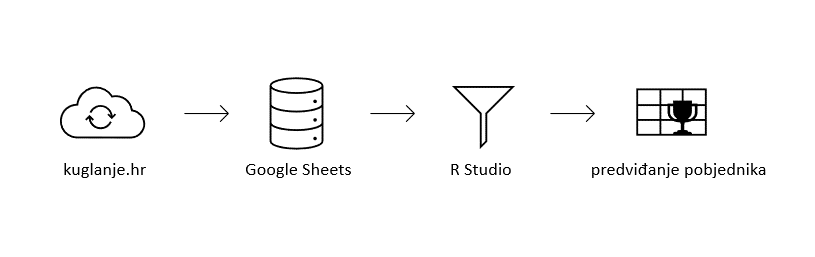 kuglanje.hr
Google Sheets
R Studio
predviđanje pobjednika